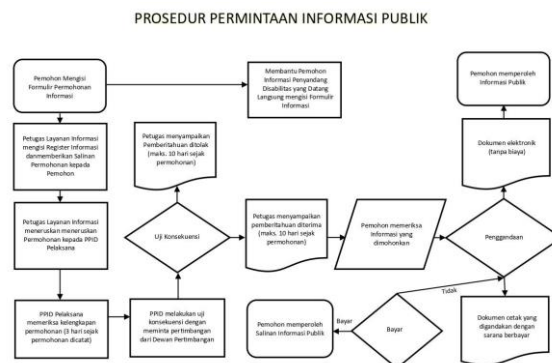 PROSEDUR PERMINTAAN INFORMASI PUBLIK
Pemohon Mengisi
Formulir Permohonan
Informasi
Membantu Pemohon
Informasi Penyandang
Disabilitas yang Datang
Langsung mengisi Formulir
Informasi
Pemohon memperoleh
Informasi Publik
Petugas Layanan Informasi
mengisi Register Informasi
danmemberikan Salinan
Permohonan kepada
Pemohon
Petugas menyampaikan
Pemberitahuan ditolak
(maks. 10 hari sejak
permohonan)
Dokumen elektronik
(tanpa biaya)
Petugas Layanan Informasi
meneruskan meneruskan
Permohonan kepada PPID
Pelaksana
Uji Konsekuensi
Petugas menyampaikan
pemberitahuan diterima
(maks. 10 hari sejak
permohonan)
Pemohon memeriksa
Informasi yang
dimohonkan
Penggendaan
PPID Pelaksana
memeriksa kelengkapan
permohonan (3 hari sejak
permohonan dicatat)
PPID melakukan uji
konsekuensi dengan
meminta pertimbangan
dari Dewan Pertimbangan
Pemohon memperoleh
Salinan Informasi Publik
Bayar
Bayar
Tidak
Dokumen cetak yang
digandakan dengan
sarana berbayar